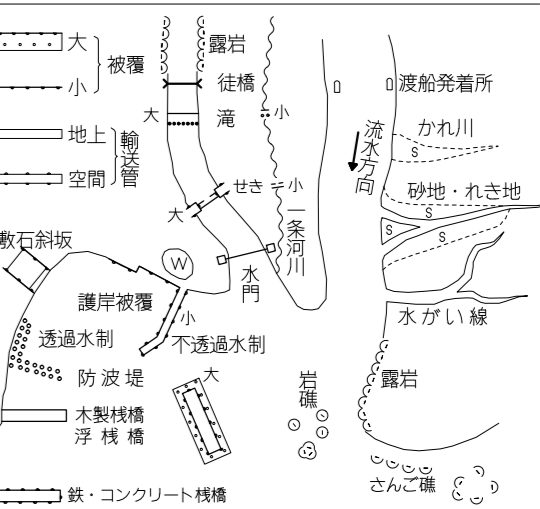 大
被覆
小
地上
輸送管
空間
敷石斜坂
護岸被覆
小
透過水制
不透過水制
防波堤
大
木製桟橋
浮桟橋
鉄・コンクリート桟橋
露岩
徒橋
大
滝
小
せき
小
大
一条河川
水門
W
渡船発着所
流水方向
かれ川
S
砂地・れき地
S
S
S
水がい線
露岩
岩礁
さんご礁